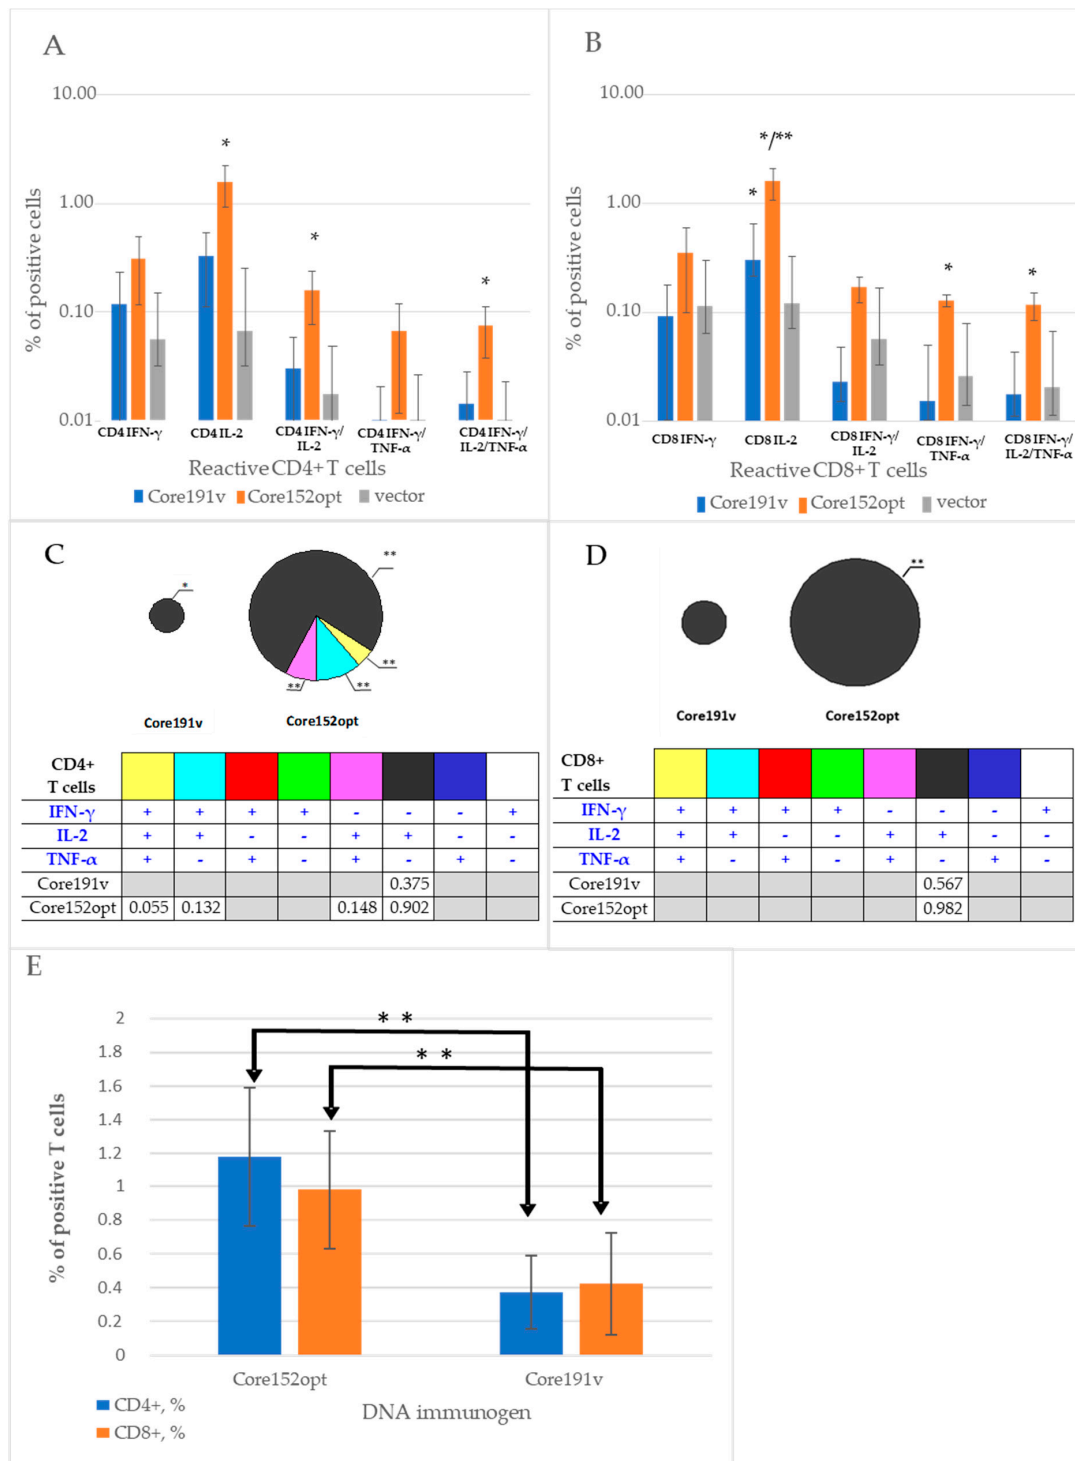 A
10.00
1.00
0.10
0.01
% of positive cells
*
*
*
CD4 IFN-γ
CD4 IL-2
CD4 IFN-γ/
IL-2
CD4 IFN-γ/
TNF-α
CD4 IFN-γ/
IL-2/TNF-α
Reactive CD4+ T cells
Core191v Core152opt vector
B
10.00
1.00
0.10
0.01
% of positive cells
*
*/**
*
*
CD8 IFN-γ
CD8 IL-2
CD8 IFN-γ/
IL-2
CD8 IFN-γ/
TNF-α
CD8 IFN-γ/
IL-2/TNF-α
Reactive CD8+ T cells
Core191v Core152opt vector
C
*
**
**
**
**
Core191v Core152opt
CD4+
T cells
IFN-γ + + + + - - - +
IL-2 + + - - + + - -
TNF-α + - + - + - + -
Core191v 0.375
Core152opt 0.055 0.132 0.148 0.902
D
**
Core191v Core152opt
CD8+
T cells
IFN-γ + + + + - - - +
IL-2 + + - - + + - -
TNF-α + - + - + - + -
Core191v 0.567
Core152opt 0.982
E
2
1.8
1.6
1.4
1.2
1
0.8
0.6
0.4
0.2
0
% of positive T cells
* *
* *
Core152opt Core191v
DNA immunogen
CD4+, %
CD8+, %